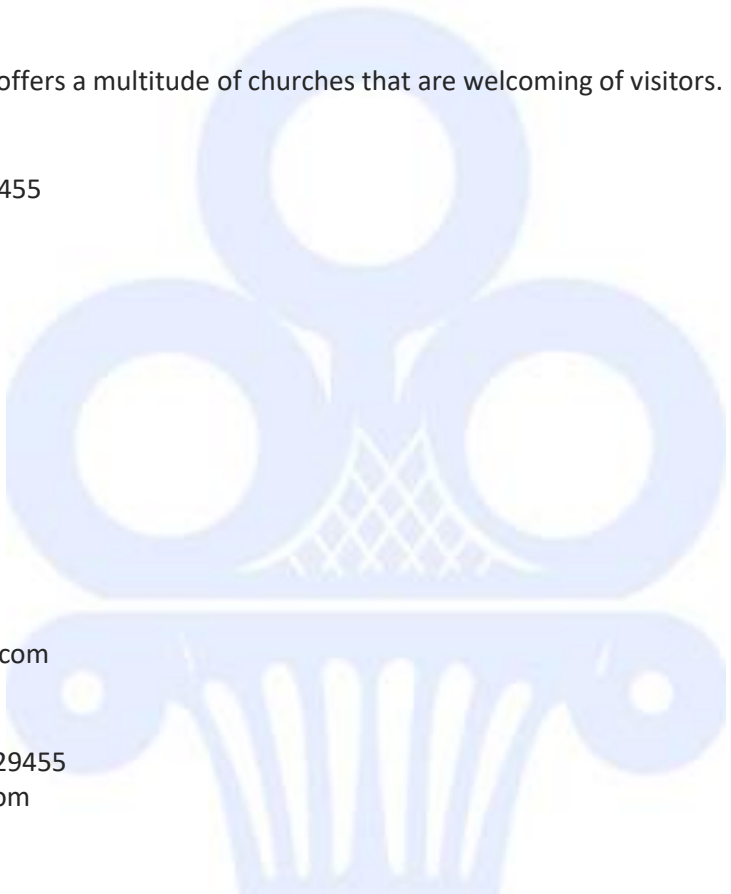 offers a multitude of churches that are welcoming of visitors.
455
com
29455
om